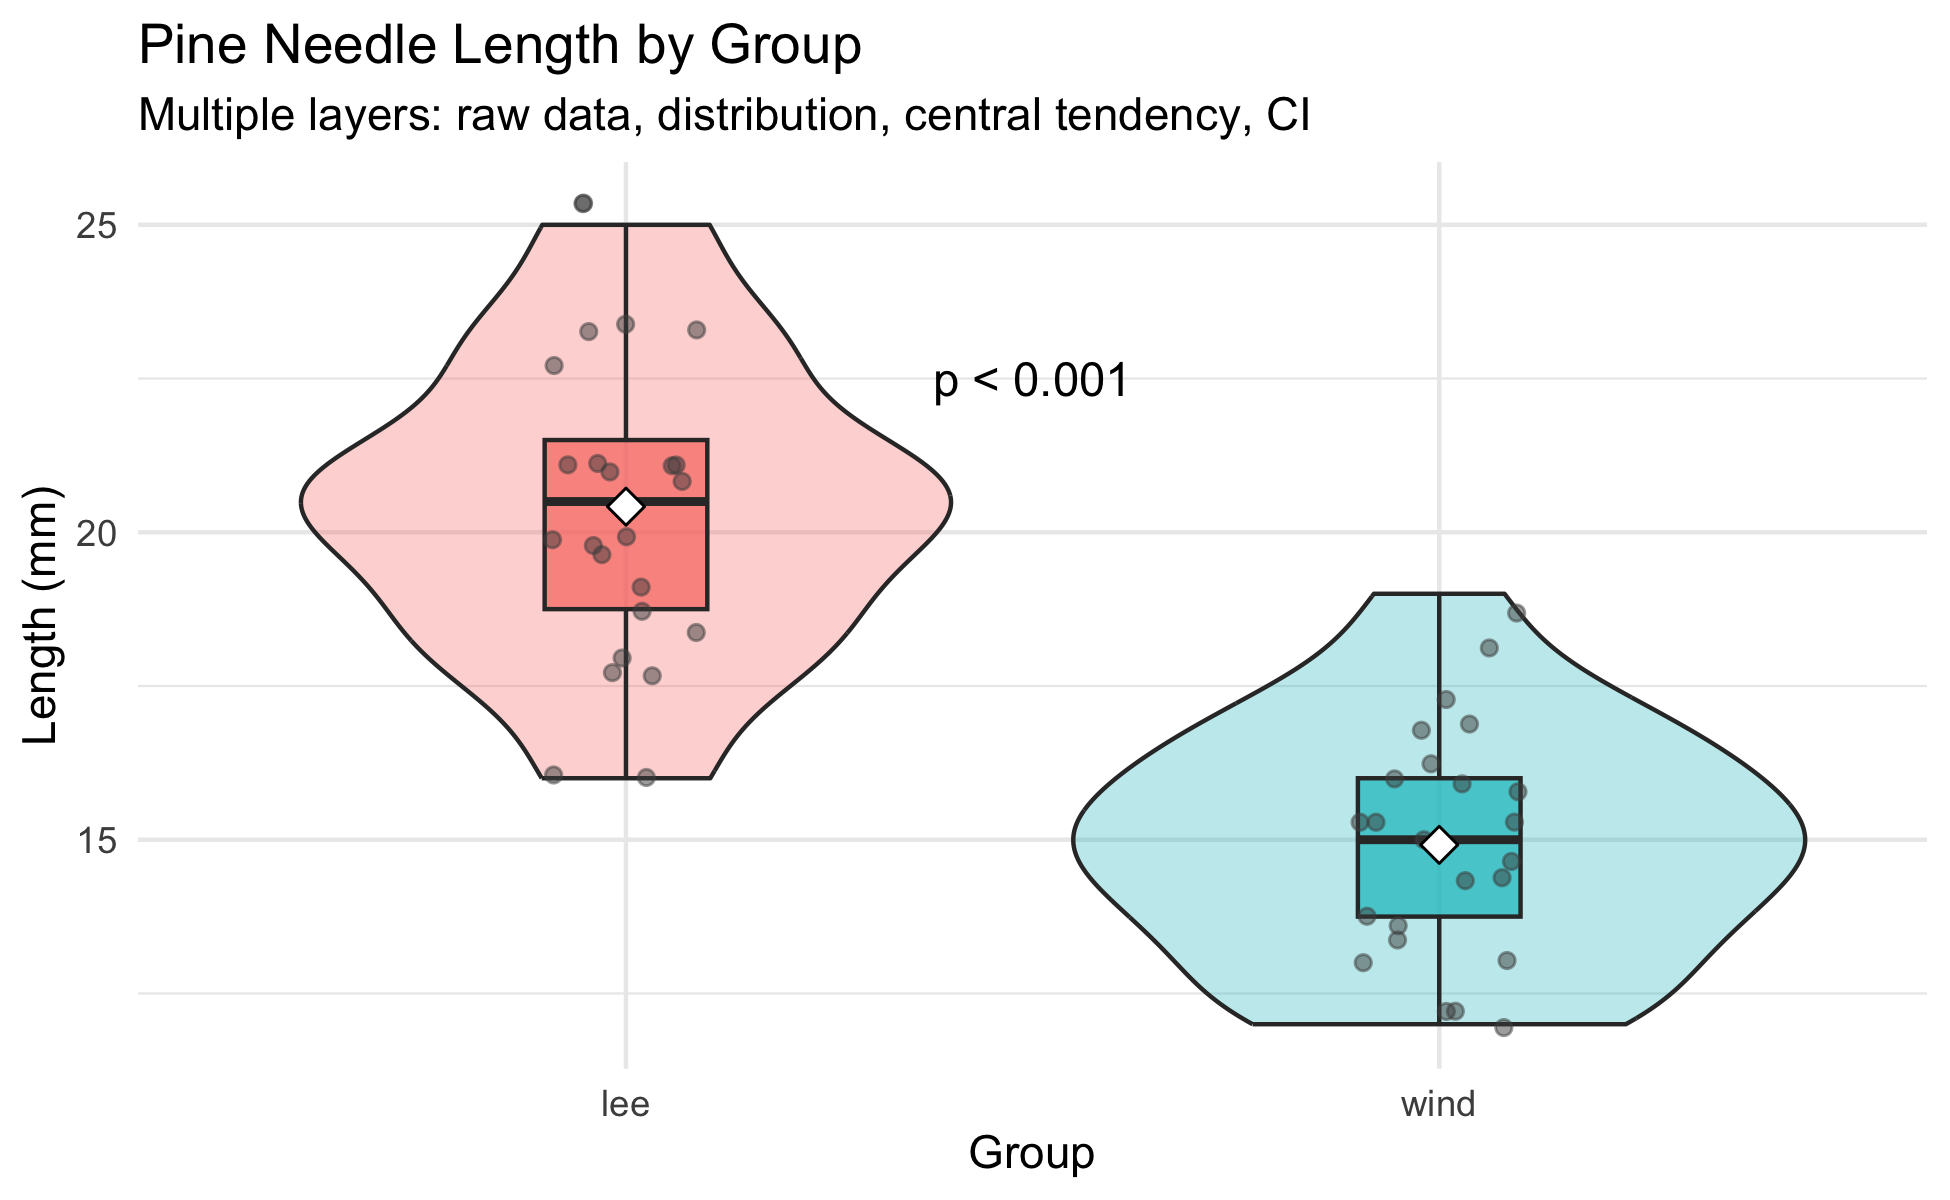 Pine Needle Length by Group
Multiple layers: raw data, distribution, central tendency, CI
25
20
15
Length (mm)
p < 0.001
lee
wind
Group